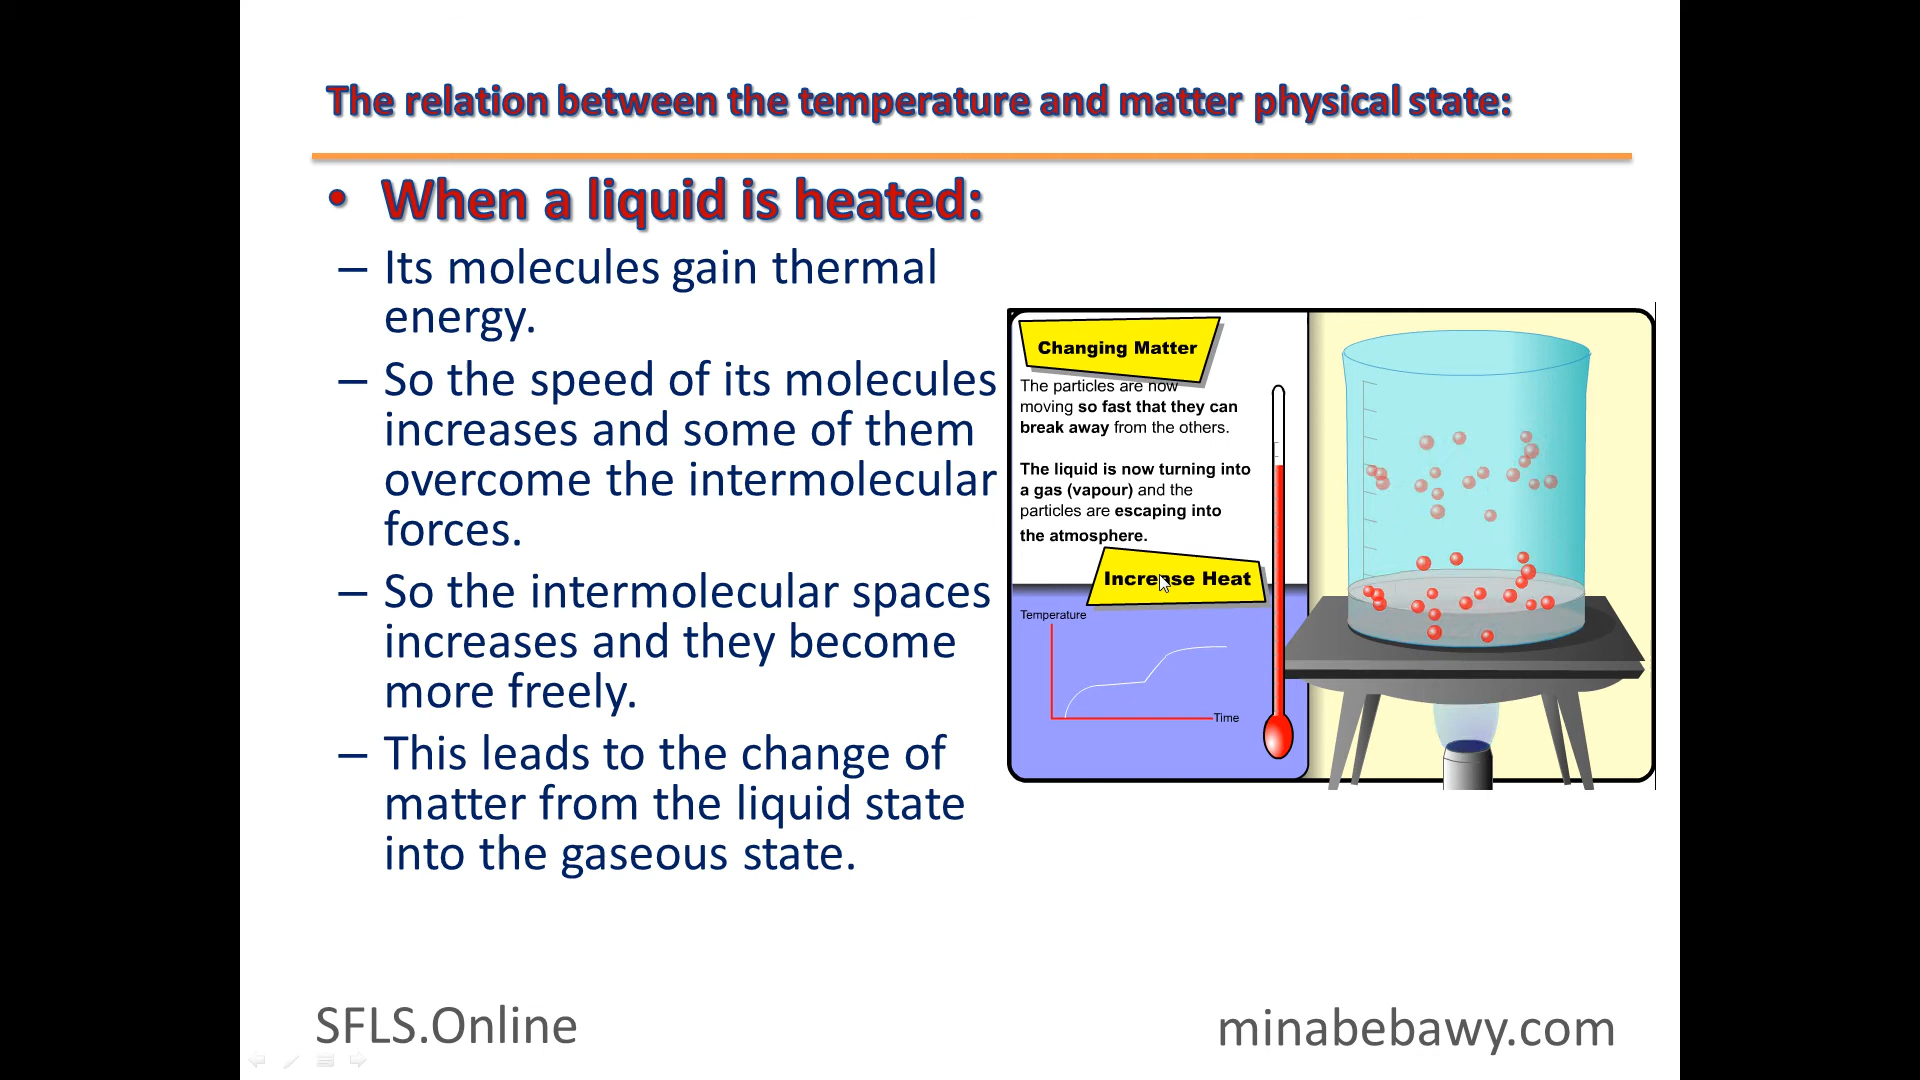 The relation between the temperature and matter physical state:
• When a liquid is heated:
– Its molecules gain thermal
energy.
– So the speed of its molecules
increases and some of them
overcome the intermolecular
forces.
– So the intermolecular spaces
increases and they become
more freely.
– This leads to the change of
matter from the liquid state
into the gaseous state.
Changing Matter
The particles are now
moving so fast that they can
break away from the others.
The liquid is now turning into
a gas (vapour) and the
particles are escaping into
the atmosphere.
Increase Heat
Temperature
Time
SFLS.Online
minabebawy.com